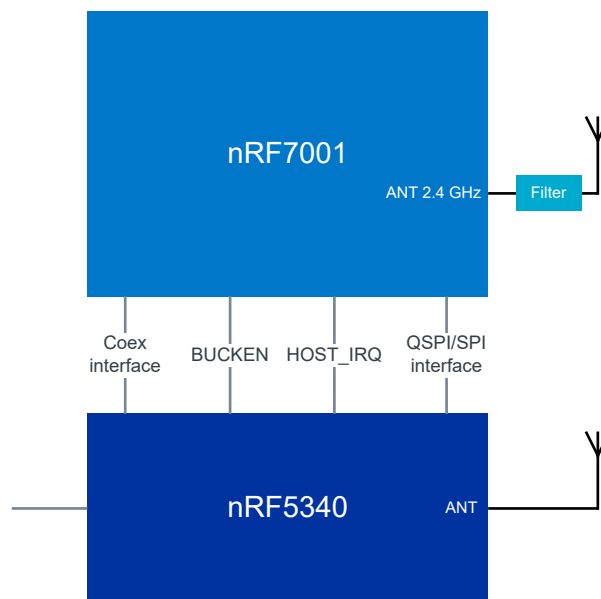 nRF7001
ANT 2.4 GHz
Filter
Coex
interface
BUCKEN
HOST_IRQ
QSPI/SPI
interface
nRF5340
ANT